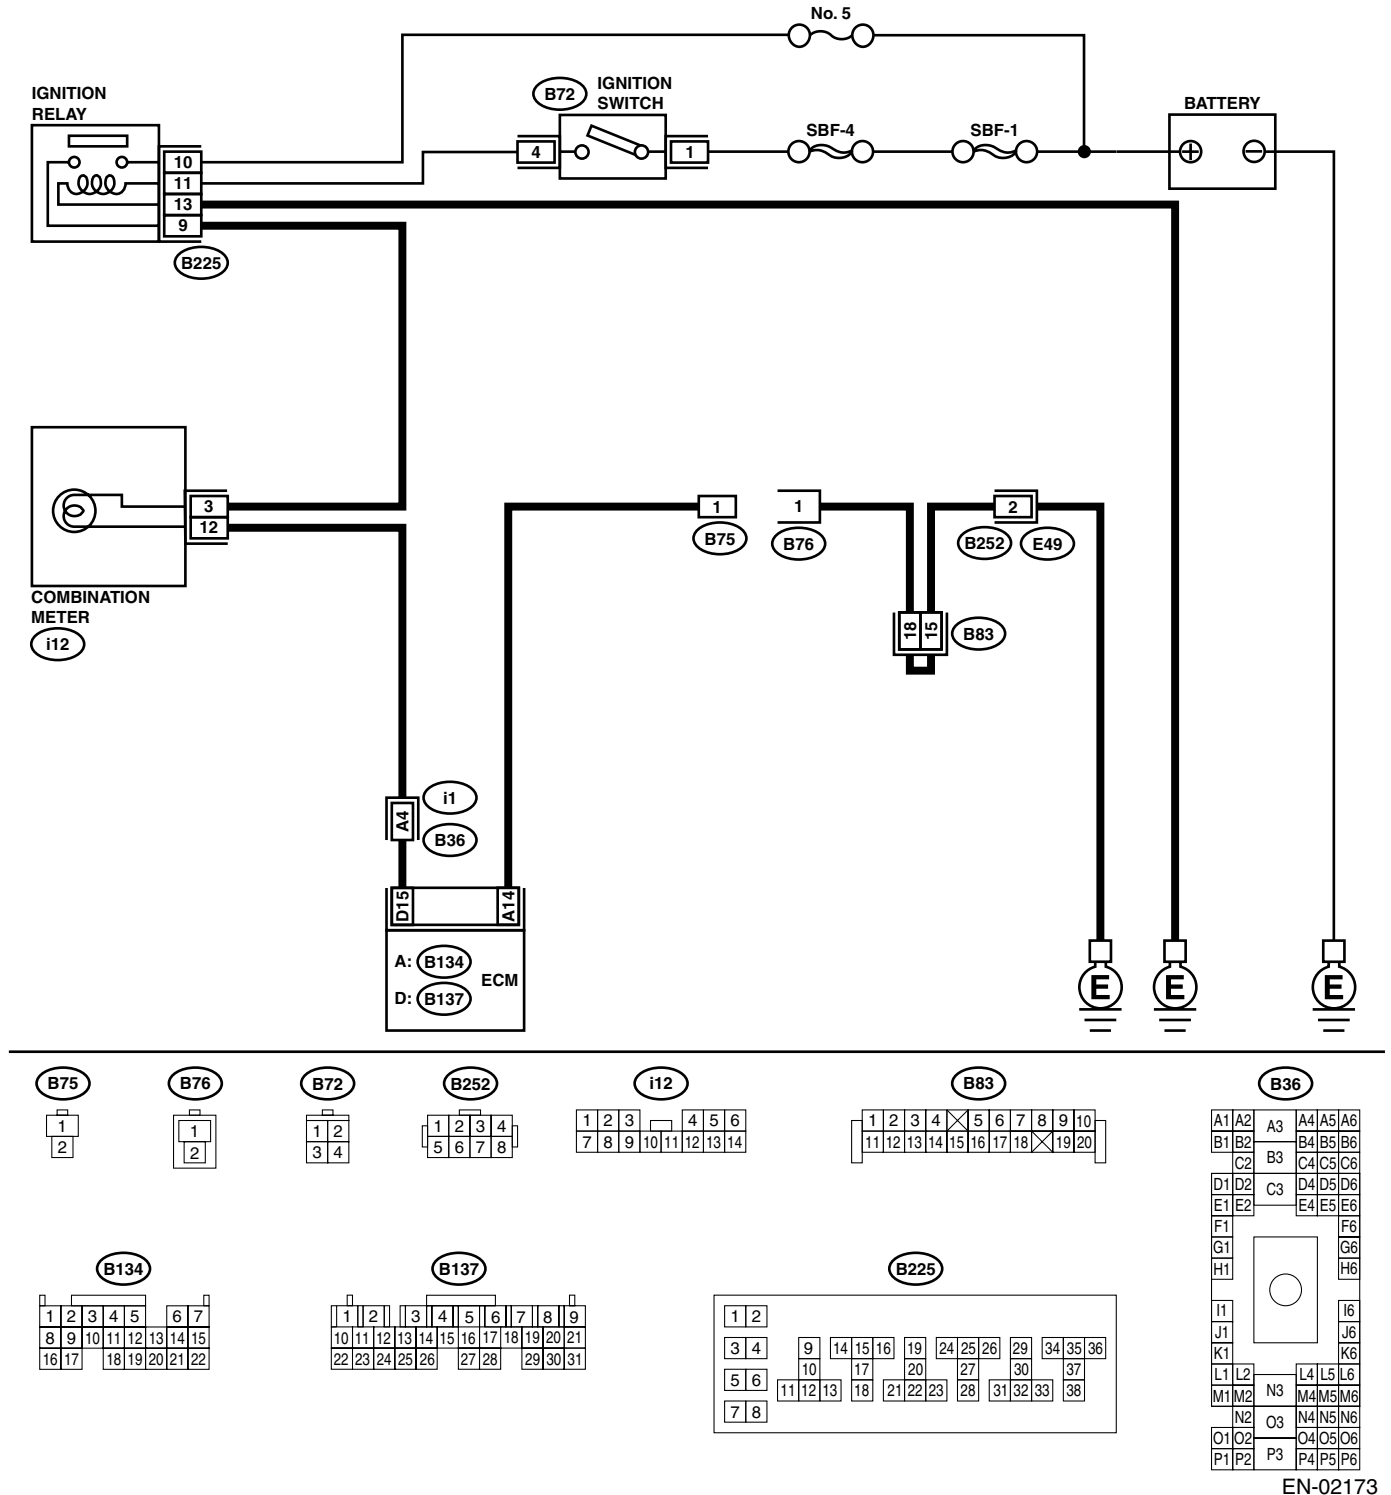 No. 5
IGNITION
RELAY
B72
IGNITION
SWITCH
BATTERY
SBF-4
SBF-1
4
1
+
−
10
11
13
9
B225
3
12
1
B75
1
B76
2
B252
E49
18
15
B83
COMBINATION
METER
i12
i1
A4
B36
D15
A14
A: B134
D: B137
ECM
E
E
E
B75
B76
B72
B252
i12
B83
B36
1
2
1
2
1 2
3 4
1 2 3 4
5 6 7 8
1 2 3 4 5 6
7 8 9 10 11 12 13 14
1 2 3 4 5 6 7 8 9 10
11 12 13 14 15 16 17 18 19 20
A1 A2 A3 A4 A5 A6
B1 B2 B3 B4 B5 B6
C2 C3 C4 C5 C6
D1 D2 D4 D5 D6
E1 E2 E4 E5 E6
F1 F6
G1 G6
H1 H6
I1 I6
J1 J6
K1 K6
L1 L2 L4 L5 L6
M1 M2 N3 M4 M5 M6
N2 O3 N4 N5 N6
O1 O2 O4 O5 O6
P1 P2 P3 P4 P5 P6
B134
B137
B225
1 2 3 4 5 6 7
8 9 10 11 12 13 14 15
16 17 18 19 20 21 22
1 2 3 4 5 6 7 8 9
10 11 12 13 14 15 16 17 18 19 20 21
22 23 24 25 26 27 28 29 30 31
1 2
3 4 9 14 15 16 19 24 25 26 29 34 35 36
10 17 20 27 30 37
5 6 11 12 13 18 21 22 23 28 31 32 33 38
7 8
EN-02173